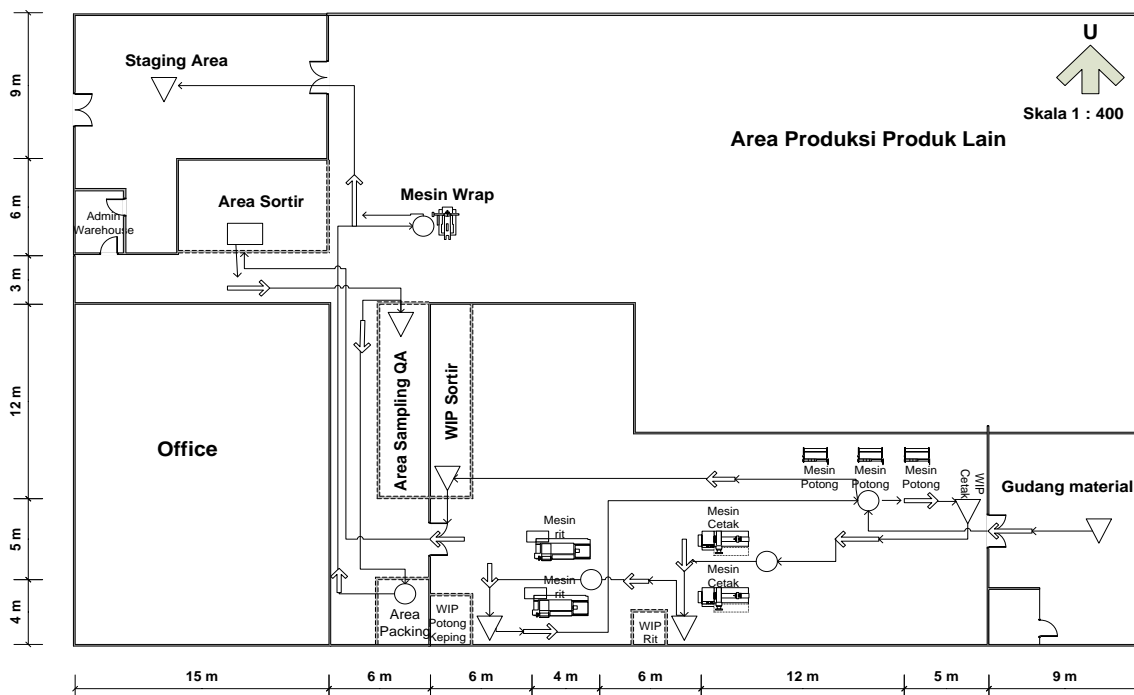 U
Skala 1 : 400
Staging Area
Area Produksi Produk Lain
Area Sortir
Mesin Wrap
Admin
Warehouse
Area Sampling QA
WIP Sortir
Office
Mesin
Potong
Mesin
Potong
Mesin
Potong
WIP
Cetak
Gudang material
Mesin
rit
Mesin
Cetak
Mesin
rit
Mesin
Cetak
Area
Packing
WIP
Potong
Keping
WIP
Rit
9 m
6 m
3 m
12 m
5 m
4 m
15 m
6 m
6 m
4 m
6 m
12 m
5 m
9 m